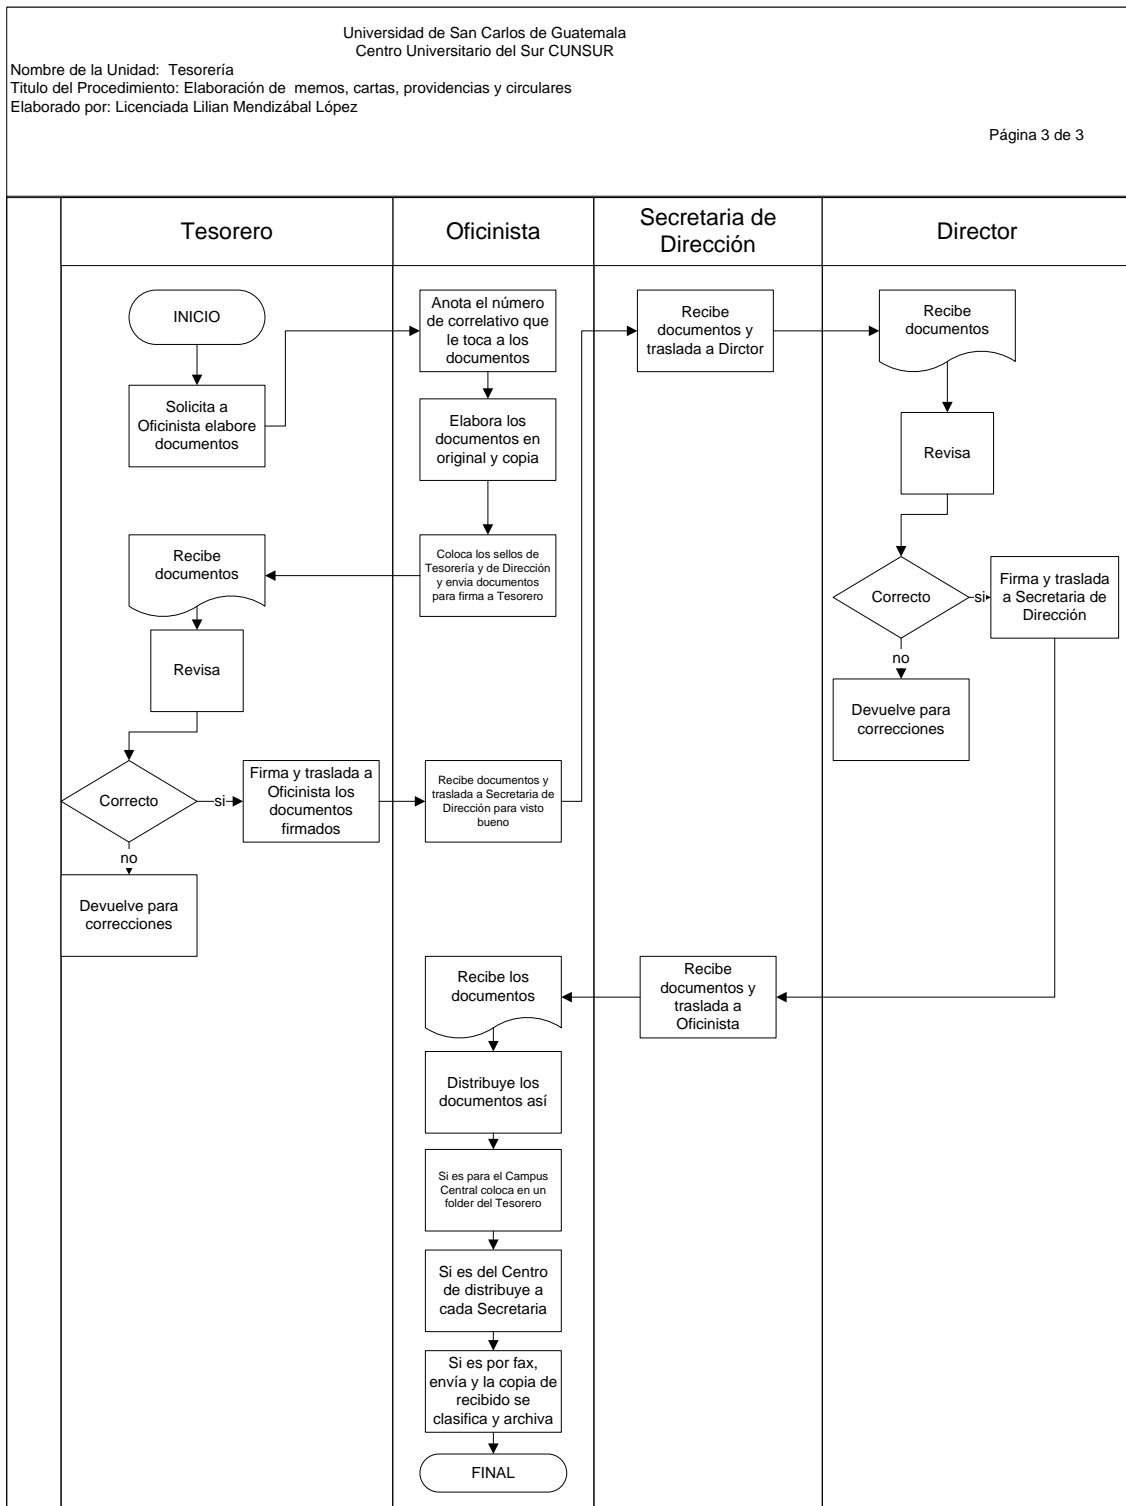 Universidad de San Carlos de Guatemala
Centro Universitario del Sur CUNSUR
Nombre de la Unidad: Tesorería
Titulo del Procedimiento: Elaboración de memos, cartas, providencias y circulares
Elaborado por: Licenciada Lilian Mendizábal López
Página 3 de 3
Tesorero
Oficinista
Secretaria de
Dirección
Director
INICIO
Solicita a
Oficinista elabore
documentos
Anota el número
de correlativo que
le toca a los
documentos
Elabora los
documentos en
original y copia
Coloca los sellos de
Tesorería y de Dirección
y envia documentos
para firma a Tesorero
Recibe
documentos
Revisa
Correcto
si
no
Devuelve para
correcciones
Firma y traslada a
Oficinista los
documentos
firmados
Recibe documentos y
traslada a Secretaria de
Dirección para visto
bueno
Recibe
documentos y
traslada a Dirctor
Recibe
documentos
Revisa
Correcto
si
no
Devuelve para
correcciones
Firma y traslada
a Secretaria de
Dirección
Recibe
documentos y
traslada a
Oficinista
Recibe los
documentos
Distribuye los
documentos así
Si es para el Campus
Central coloca en un
folder del Tesorero
Si es del Centro
de distribuye a
cada Secretaria
Si es por fax,
envía y la copia de
recibido se
clasifica y archiva
FINAL